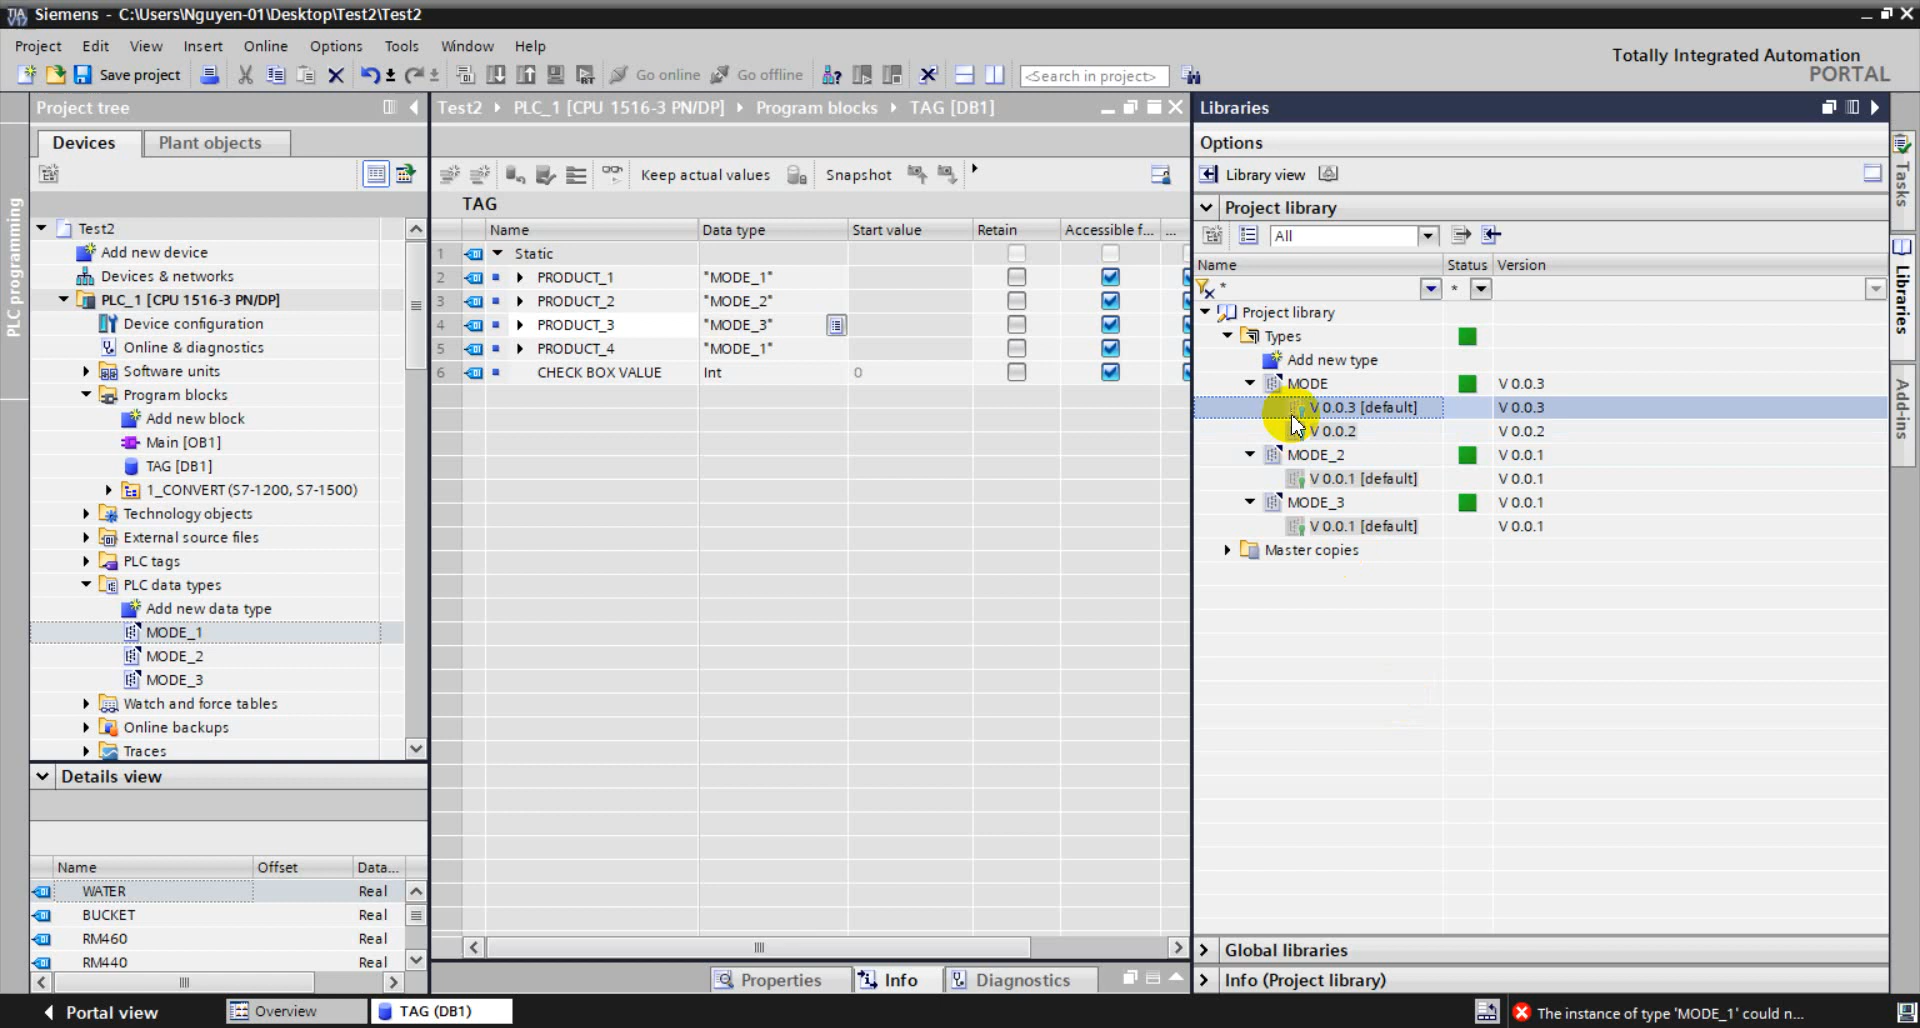 Siemens - C:\Users\Nguyen-01\Desktop\Test2\Test2
Project Edit View Insert Online Options Tools Window Help
Totally Integrated Automation
PORTAL
Save project
Go online
Go offline
<Search in project>
Project tree
Devices
Plant objects
PLC programming
Test2
Add new device
Devices & networks
PLC_1 [CPU 1516-3 PN/DP]
Device configuration
Online & diagnostics
Software units
Program blocks
Add new block
Main [OB1]
TAG [DB1]
1_CONVERT (S7-1200, S7-1500)
Technology objects
External source files
PLC tags
PLC data types
Add new data type
MODE_1
MODE_2
MODE_3
Watch and force tables
Online backups
Traces
Details view
Name Offset Data...
WATER Real
BUCKET Real
RM460 Real
RM440 Real
Test2 PLC_1 [CPU 1516-3 PN/DP] Program blocks TAG [DB1]
Keep actual values
Snapshot
TAG
Name Data type Start value Retain Accessible f... ...
1 Static
2 PRODUCT_1 "MODE_1"
3 PRODUCT_2 "MODE_2"
4 PRODUCT_3 "MODE_3"
5 PRODUCT_4 "MODE_1"
6 CHECK BOX VALUE Int 0
Properties
Info
Diagnostics
Libraries
Options
Library view
Project library
All
Name Status Version
* *
Project library
Types
Add new type
MODE V 0.0.3
V 0.0.3 [default] V 0.0.3
V 0.0.2 V 0.0.2
MODE_2 V 0.0.1
V 0.0.1 [default] V 0.0.1
MODE_3 V 0.0.1
V 0.0.1 [default] V 0.0.1
Master copies
Global libraries
Info (Project library)
Tasks
Libraries
Add-ins
Portal view
Overview
TAG (DB1)
The instance of type 'MODE_1' could n...